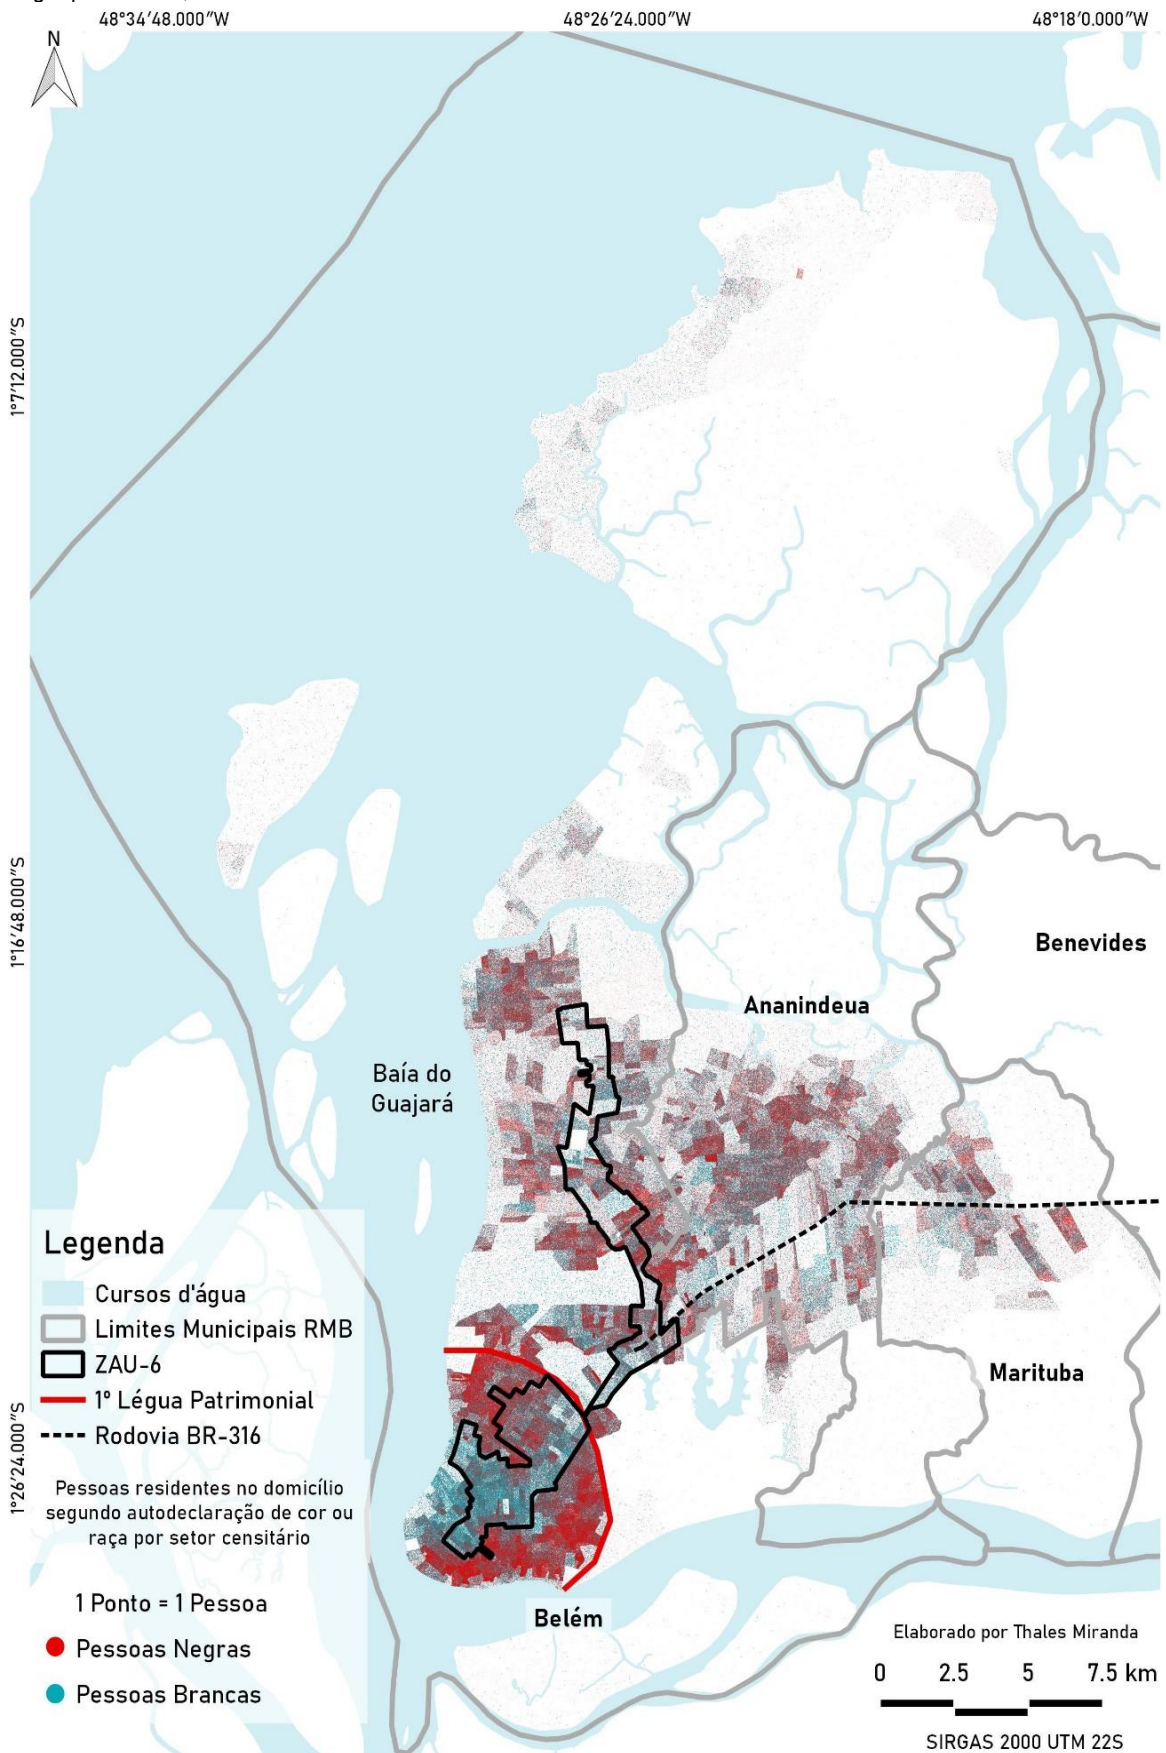 48°34′48.000″W
48°26′24.000″W
48°18′0.000″W
N
1°7′12.000″S
1°16′48.000″S
Benevides
Ananindeua
Baía do
Guajará
Legenda
Cursos d'água
Limites Municipais RMB
ZAU-6
1° Légua Patrimonial
Rodovia BR-316
Marituba
1°26′24.000″S
Pessoas residentes no domicílio
segundo autodeclaração de cor ou
raça por setor censitário
1 Ponto = 1 Pessoa
Pessoas Negras
Pessoas Brancas
Belém
Elaborado por Thales Miranda
0 2.5 5 7.5 km
SIRGAS 2000 UTM 22S